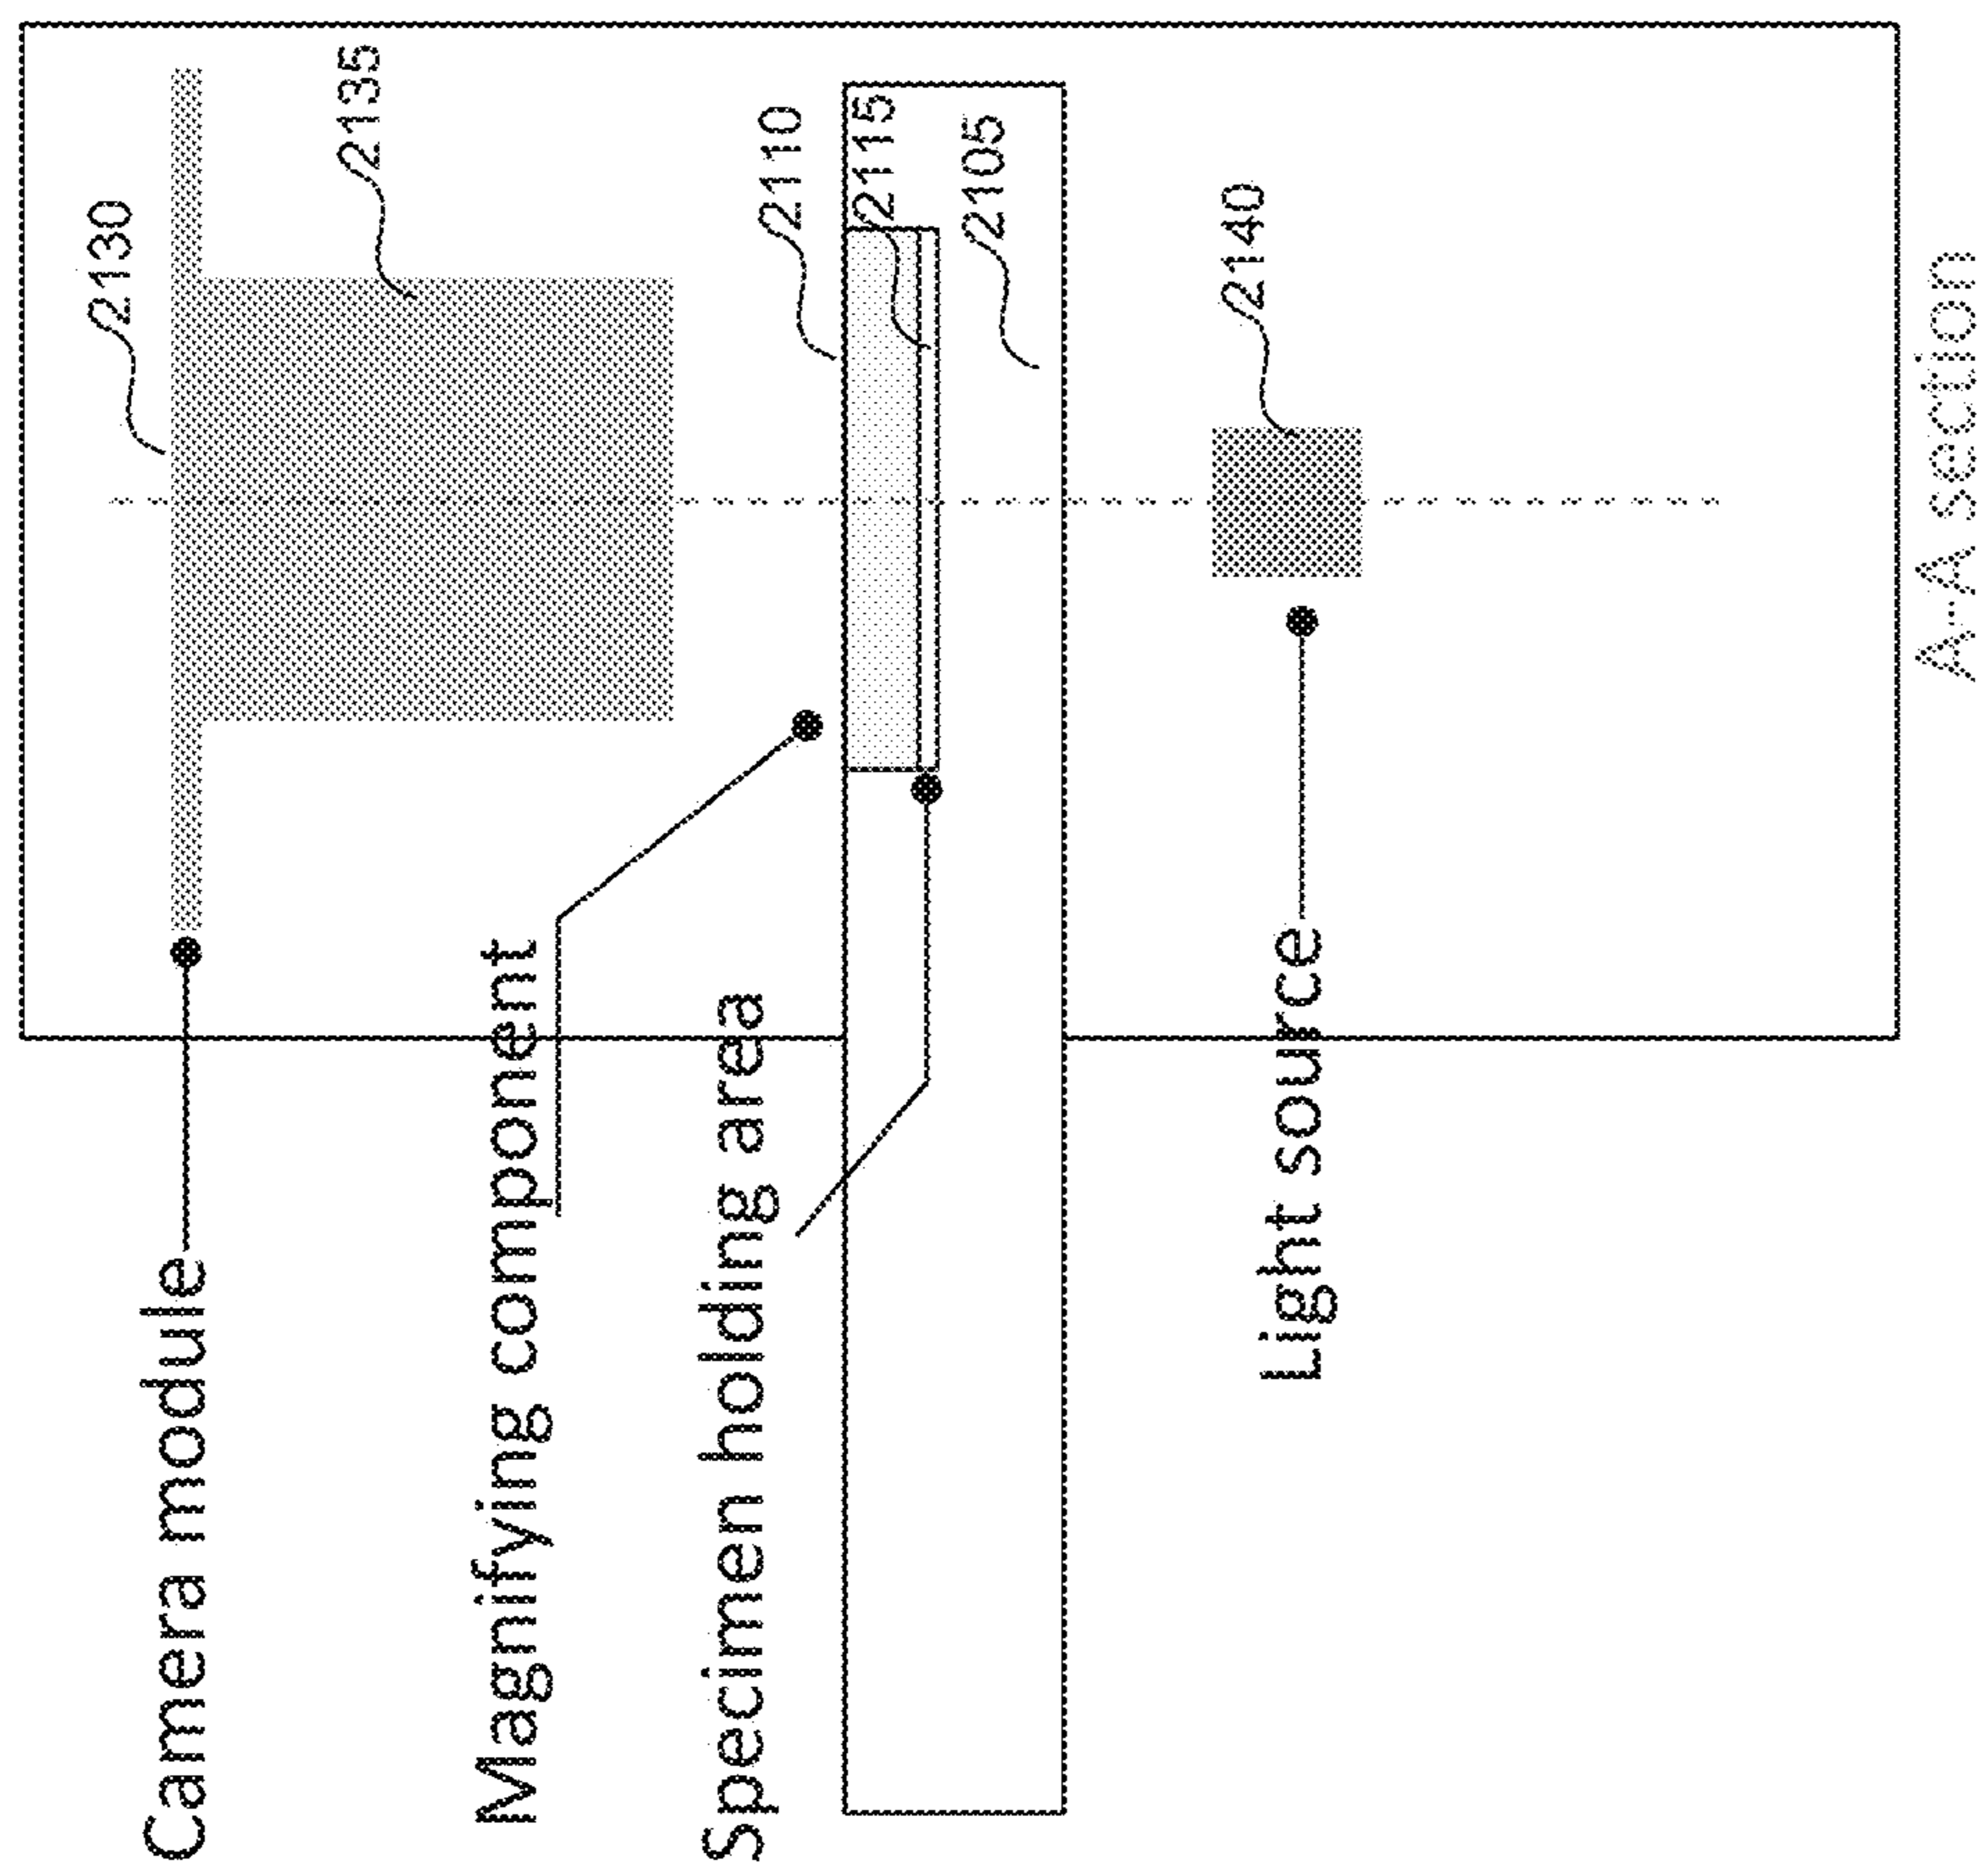 Camera module
2130
2135
Magnifying component
2110
Specimen holding area
2115
2105
Light source
2140
A-A section